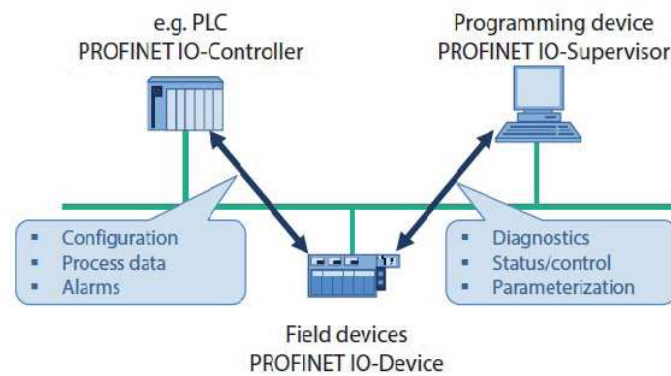 e.g. PLC
PROFINET IO-Controller
Programming device
PROFINET IO-Supervisor
▪ Configuration
▪ Process data
▪ Alarms
▪ Diagnostics
▪ Status/control
▪ Parameterization
Field devices
PROFINET IO-Device